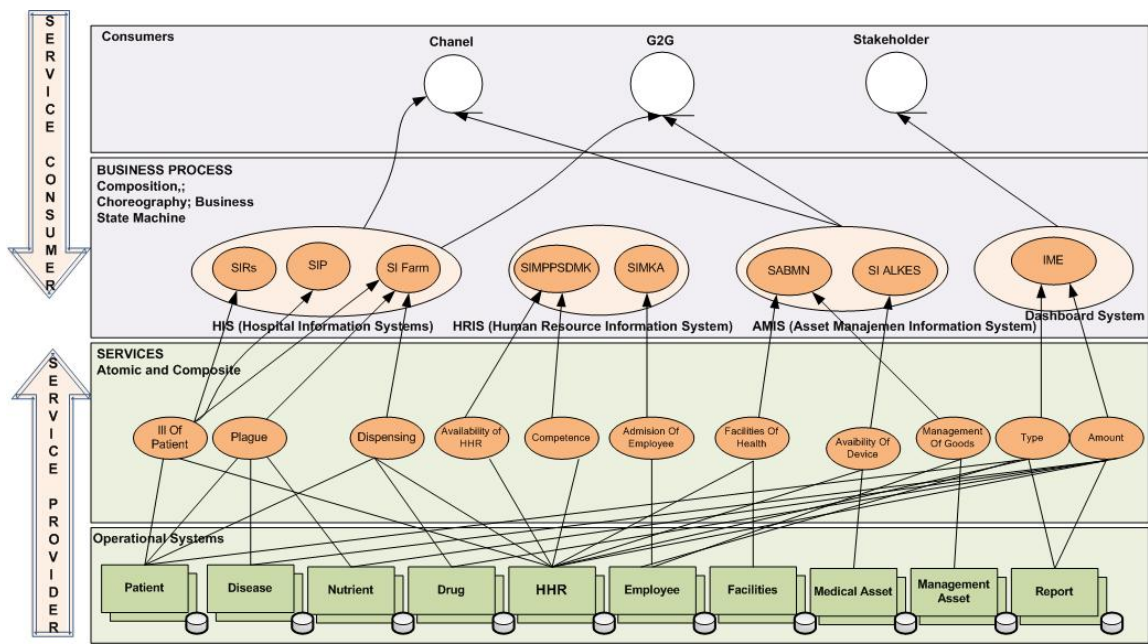 SERVICE CONSUMER
Consumers
Chanel
G2G
Stakeholder
BUSINESS PROCESS
Composition,;
Choreography; Business
State Machine
SIRs
SIP
SI Farm
SIMPPSDMK
SIMKA
SABMN
SI ALKES
IME
HIS (Hospital Information Systems)
HRIS (Human Resource Information System)
AMIS (Asset Manajemen Information System)
Dashboard System
SERVICE PROVIDER
SERVICES
Atomic and Composite
Ill Of
Patient
Plague
Dispensing
Availability of
HHR
Competence
Admision Of
Employee
Facilities Of
Health
Avaibility Of
Device
Management
Of Goods
Type
Amount
Operational Systems
Patient
Disease
Nutrient
Drug
HHR
Employee
Facilities
Medical Asset
Management
Asset
Report